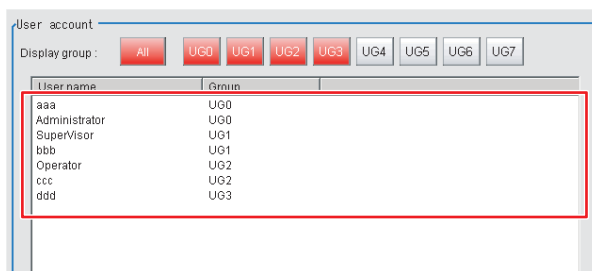 User account
Display group : All UG0 UG1 UG2 UG3 UG4 UG5 UG6 UG7
User name Group
aaa UG0
Administrator UG0
SuperVisor UG1
bbb UG1
Operator UG2
ccc UG2
ddd UG3